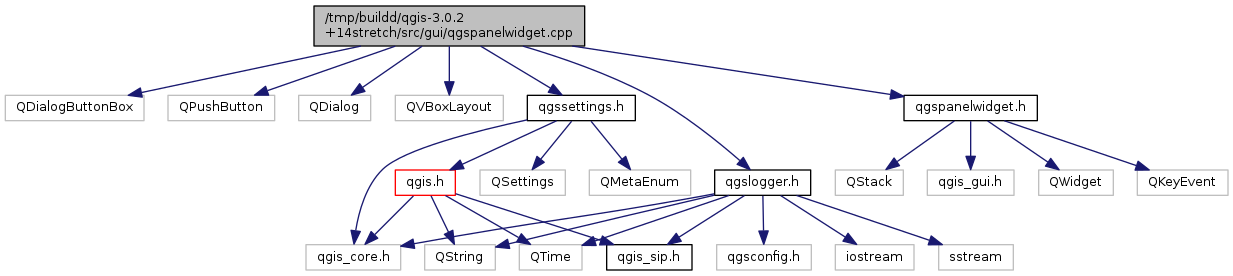 /tmp/buildd/qgis-3.0.2
+14stretch/src/gui/qgspanelwidget.cpp
QDialogButtonBox
QPushButton
QDialog
QVBoxLayout
qgssettings.h
qgspanelwidget.h
qgis.h
QSettings
QMetaEnum
qgslogger.h
QStack
qgis_gui.h
QWidget
QKeyEvent
qgis_core.h
QString
QTime
qgis_sip.h
qgsconfig.h
iostream
sstream